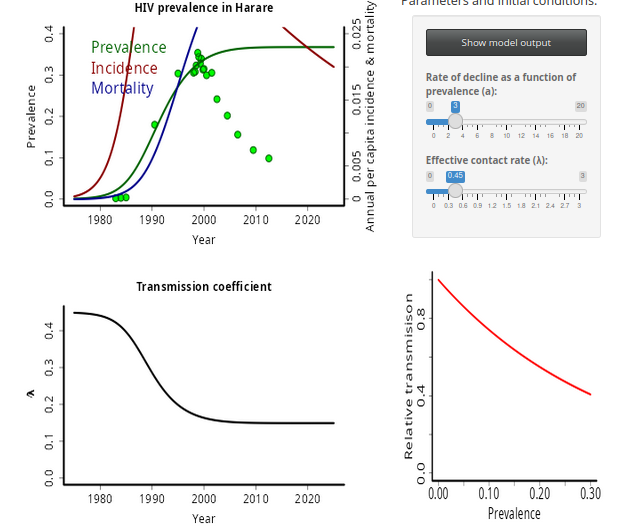 Parameters and initial conditions:
HIV prevalence in Harare
Show model output
Prevalence
Incidence
Mortality
Prevalence
0.0 0.1 0.2 0.3 0.4
Annual per capita incidence & mortality
0 0.005 0.015 0.025
1980 1990 2000 2010 2020
Year
Rate of decline as a function of
prevalence (a):
0 3 20
0 2 4 6 8 10 12 14 16 18 20
Effective contact rate (λ):
0 0.45 3
0 0.3 0.6 0.9 1.2 1.5 1.8 2.1 2.4 2.7 3
Transmission coefficient
λ
0.0 0.1 0.2 0.3 0.4
1980 1990 2000 2010 2020
Year
Relative transmisison
0.0 0.4 0.8
0.00 0.10 0.20 0.30
Prevalence